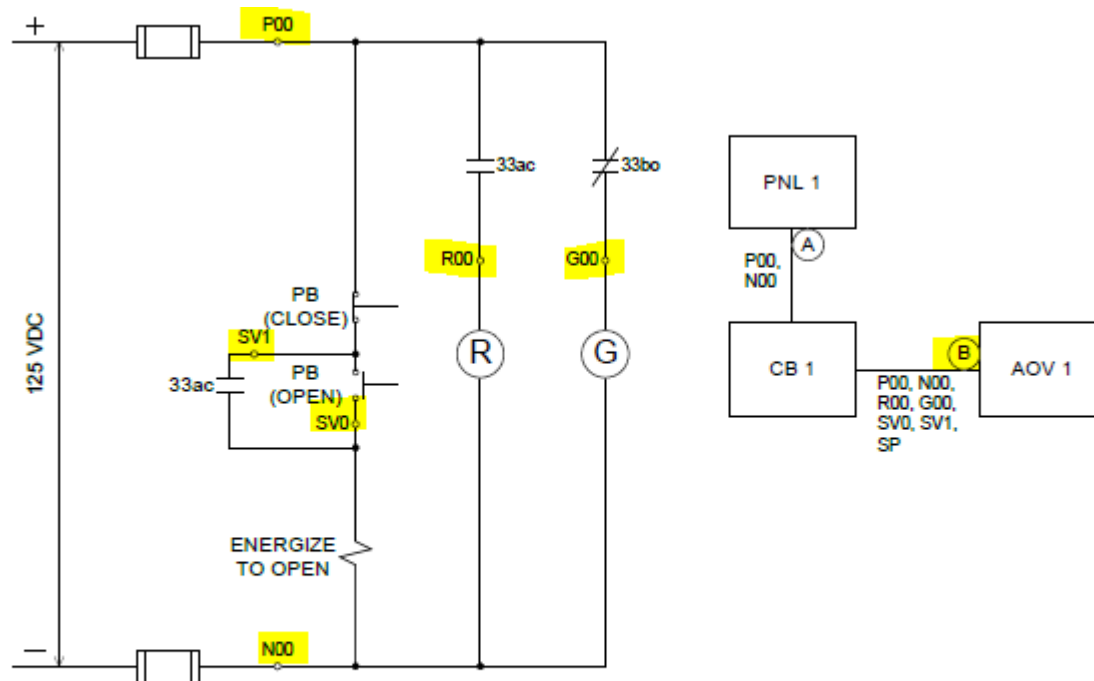 +
P00
33ac
33bo
R00
G00
PB
(CLOSE)
SV1
33ac
PB
(OPEN)
SV0
R
G
125 VDC
ENERGIZE
TO OPEN
N00
–
PNL 1
A
P00,
N00
CB 1
B
AOV 1
P00, N00,
R00, G00,
SV0, SV1,
SP